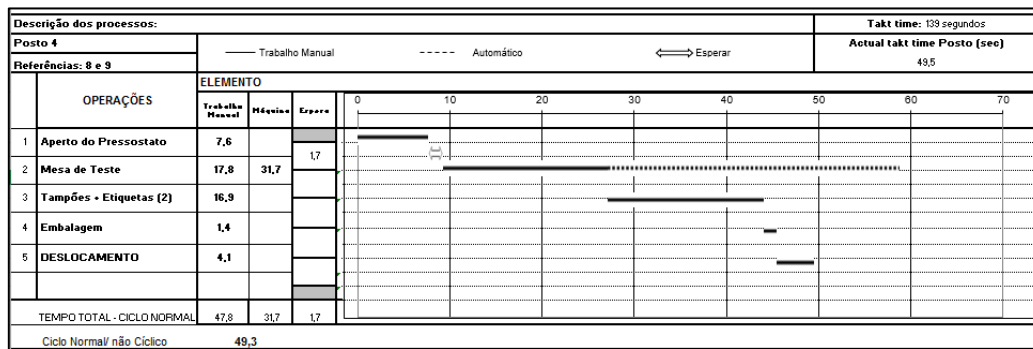 Descrição dos processos: Takt time: 139 segundos
Posto 4 Trabalho Manual Automático Esperar Actual takt time Posto (sec)
Referências: 8 e 9 49,5
ELEMENTO
OPERAÇÕES Trabalho Manual Máquina Espera 0 10 20 30 40 50 60 70
1 Aperto do Pressostato 7,6
1,7
2 Mesa de Teste 17,8 31,7
3 Tampões + Etiquetas (2) 16,9
4 Embalagem 1,4
5 DESLOCAMENTO 4,1
TEMPO TOTAL - CICLO NORMAL 47,8 31,7 1,7
Ciclo Normal/ não Cíclico 49,3